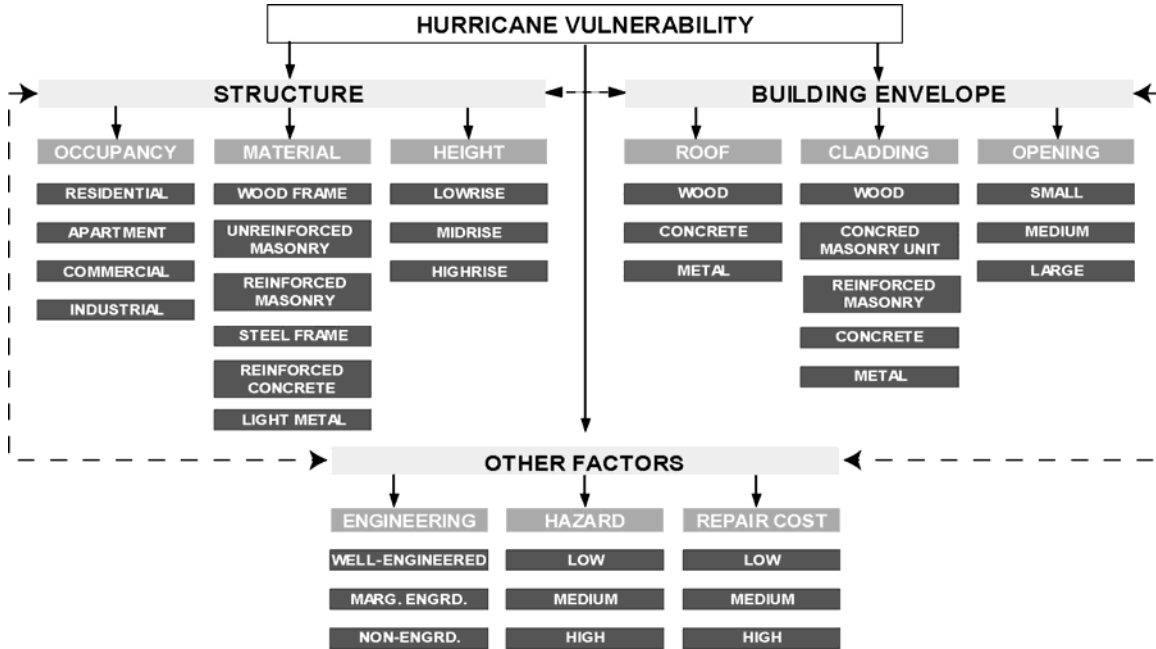 HURRICANE VULNERABILITY
STRUCTURE
BUILDING ENVELOPE
OCCUPANCY
MATERIAL
HEIGHT
ROOF
CLADDING
OPENING
RESIDENTIAL
APARTMENT
COMMERCIAL
INDUSTRIAL
WOOD FRAME
UNREINFORCED
MASONRY
REINFORCED
MASONRY
STEEL FRAME
REINFORCED
CONCRETE
LIGHT METAL
LOWRISE
MIDRISE
HIGHRISE
WOOD
CONCRETE
METAL
WOOD
CONCRED
MASONRY UNIT
REINFORCED
MASONRY
CONCRETE
METAL
SMALL
MEDIUM
LARGE
OTHER FACTORS
ENGINEERING
HAZARD
REPAIR COST
WELL-ENGINEERED
MARG. ENGRD.
NON-ENGRD.
LOW
MEDIUM
HIGH
LOW
MEDIUM
HIGH